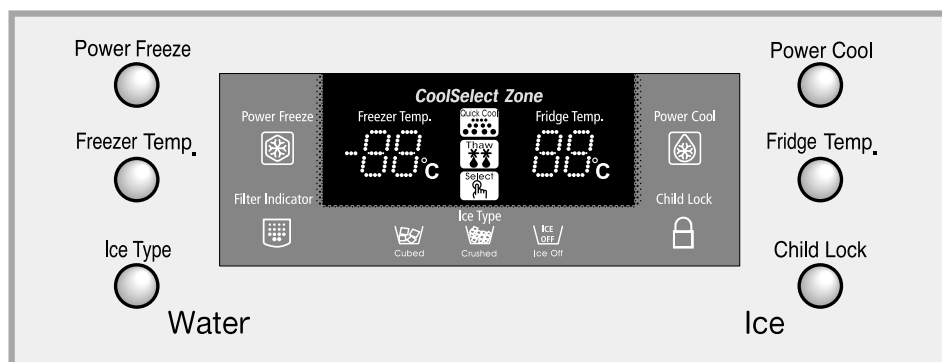 Power Freeze
Power Cool
CoolSelect Zone
Power Freeze
Freezer Temp.
Quick Cool
Fridge Temp.
Power Cool
-88°C
88°C
Freezer Temp.
Fridge Temp.
Thaw
Select
Filter Indicator
Child Lock
Ice Type
ICE
OFF
Cubed
Crushed
Ice Off
Ice Type
Child Lock
Water
Ice